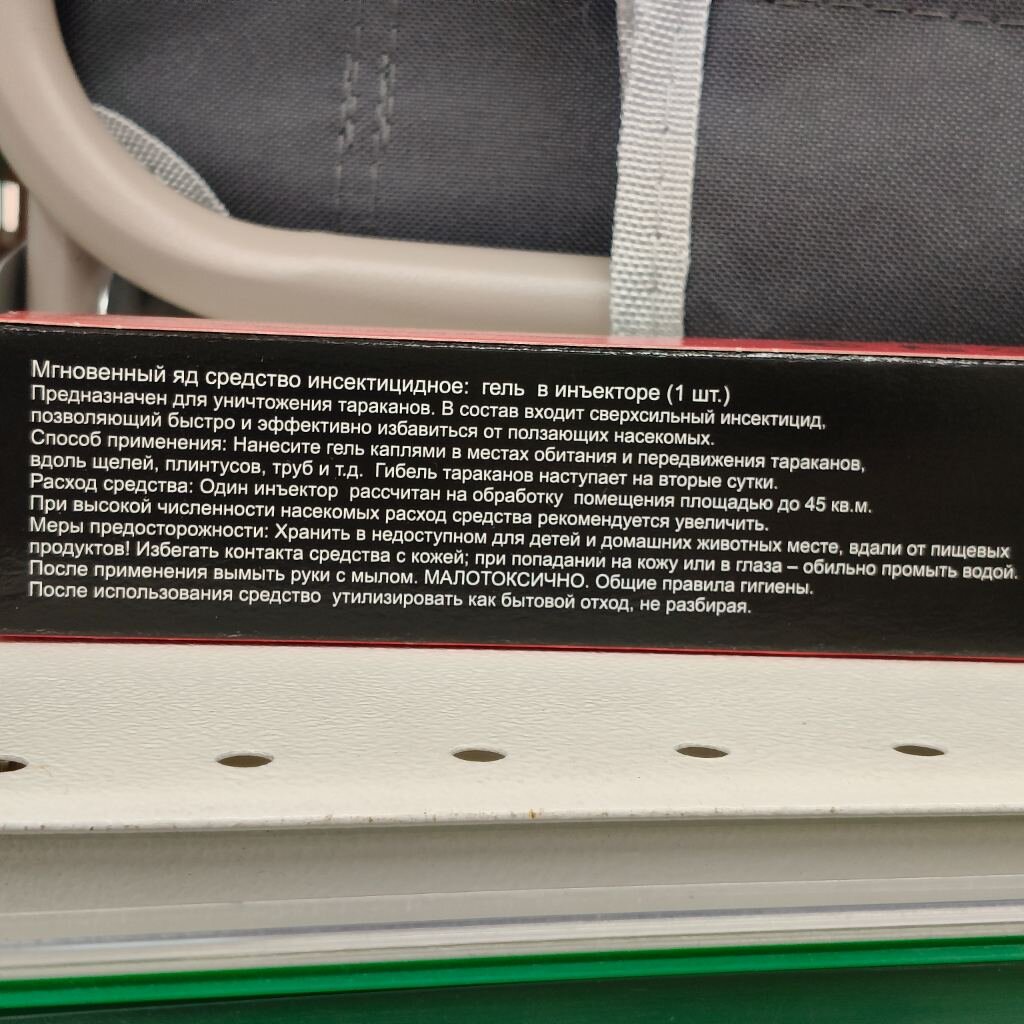 Мгновенный яд средство инсектицидное: гель в инъекторе (1 шт.)
Предназначен для уничтожения тараканов. В состав входит сверхсильный инсектицид,
позволяющий быстро и эффективно избавиться от ползающих насекомых.
Способ применения: Нанесите гель каплями в местах обитания и передвижения тараканов,
вдоль щелей, плинтусов, труб и т.д. Гибель тараканов наступает на вторые сутки.
Расход средства: Один инъектор рассчитан на обработку помещения площадью до 45 кв.м.
При высокой численности насекомых расход средства рекомендуется увеличить.
Меры предосторожности: Хранить в недоступном для детей и домашних животных месте, вдали от пищевых
продуктов! Избегать контакта средства с кожей; при попадании на кожу или в глаза – обильно промыть водой.
После применения вымыть руки с мылом. МАЛОТОКСИЧНО. Общие правила гигиены.
После использования средство утилизировать как бытовой отход, не разбирая.